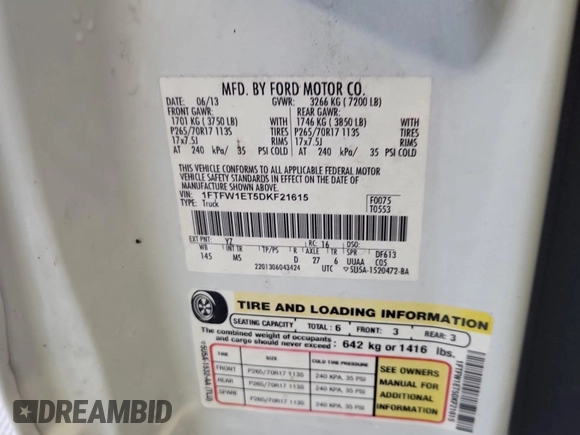 MFD. BY FORD MOTOR CO.
DATE: 06/13 GVWR: 3266 KG ( 7200 LB)
FRONT GAWR: REAR GAWR:
1701 KG ( 3750 LB) WITH 1746 KG ( 3850 LB) WITH
P265/70R17 113S TIRES P265/70R17 113S TIRES
17x7.5J RIMS 17x7.5J RIMS
AT 240 kPa/ 35 PSI COLD AT 240 kPa/ 35 PSI COLD
THIS VEHICLE CONFORMS TO ALL APPLICABLE FEDERAL MOTOR
VEHICLE SAFETY STANDARDS IN EFFECT ON THE DATE OF
MANUFACTURE SHOWN ABOVE.
VIN: 1FTFW1ET5DKF21615
TYPE: Truck
F0075
T0553
EXT PNT: YZ RC: 16 DSO:
WB INT TR TP/PS R AXLE TR SPR DF613
145 MS D 27 6 UUAA C05
2201306043424 UTC 5U5A-1520472-BA
TIRE AND LOADING INFORMATION
SEATING CAPACITY TOTAL: 6 FRONT: 3 REAR: 3
The combined weight of occupants and cargo should never exceed: 642 kg or 1416 lbs.
TIRE SIZE COLD TIRE PRESSURE
FRONT P265/70R17 113S 240 KPA, 35 PSI
REAR P265/70R17 113S 240 KPA, 35 PSI
SPARE P265/70R17 113S 240 KPA, 35 PSI
SEE OWNERS
MANUAL FOR
ADDITIONAL
INFORMATION
1FTFW1ET5DKF21615
DREAMBID